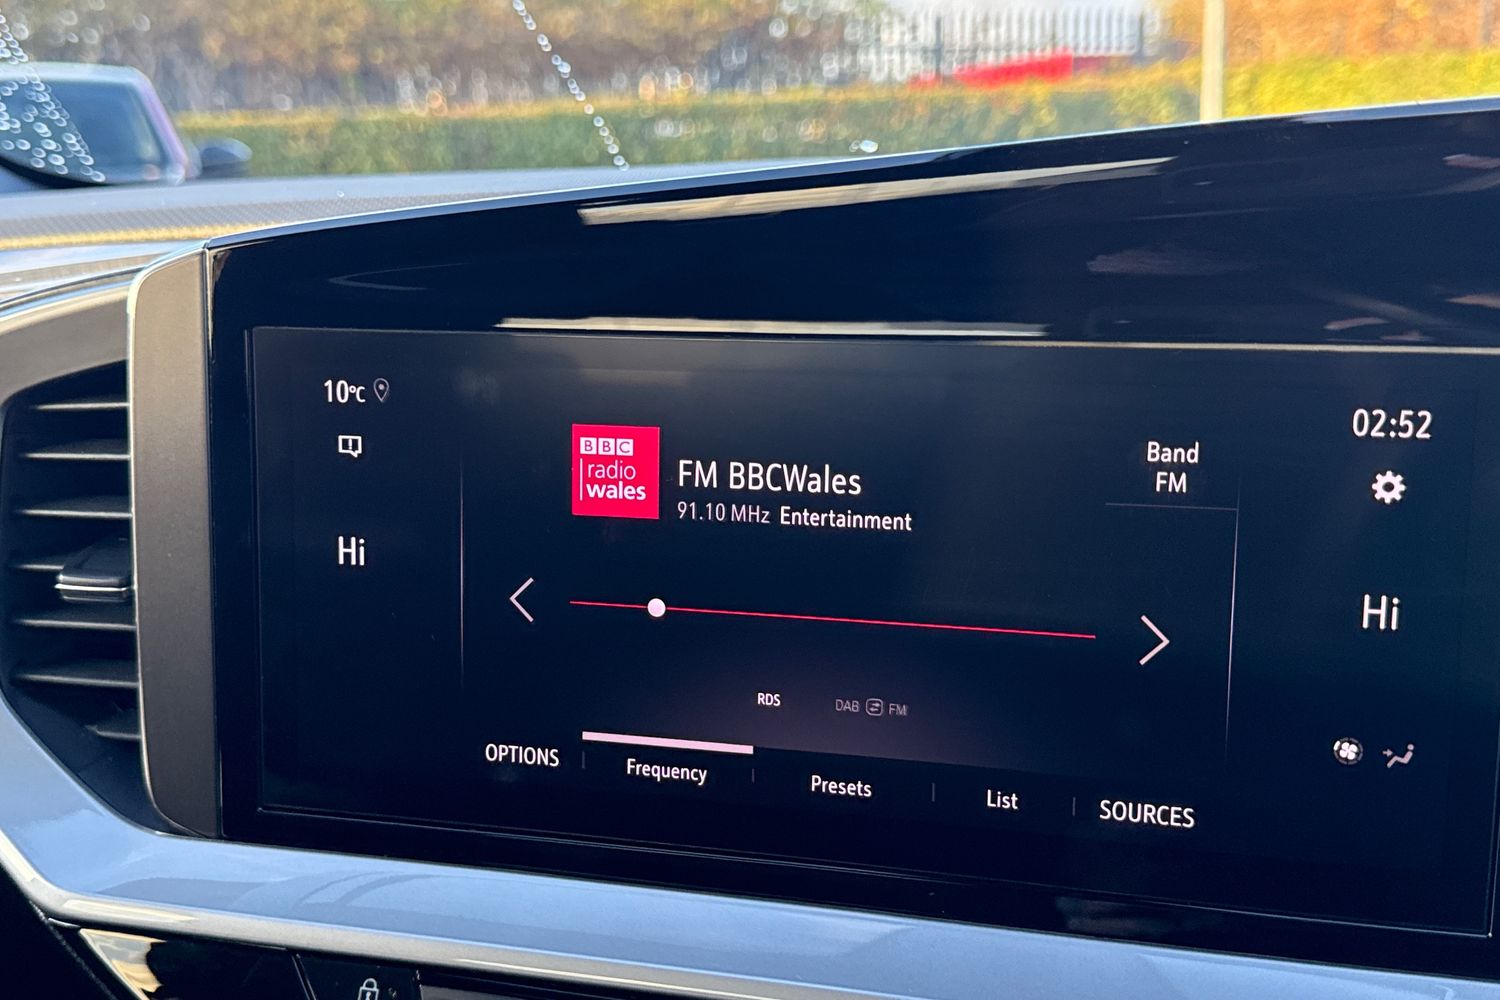 10°C
Hi
BBC
radio
wales
FM BBCWales
91.10 MHz Entertainment
Band
FM
02:52
Hi
RDS
DAB FM
OPTIONS
Frequency
Presets
List
SOURCES